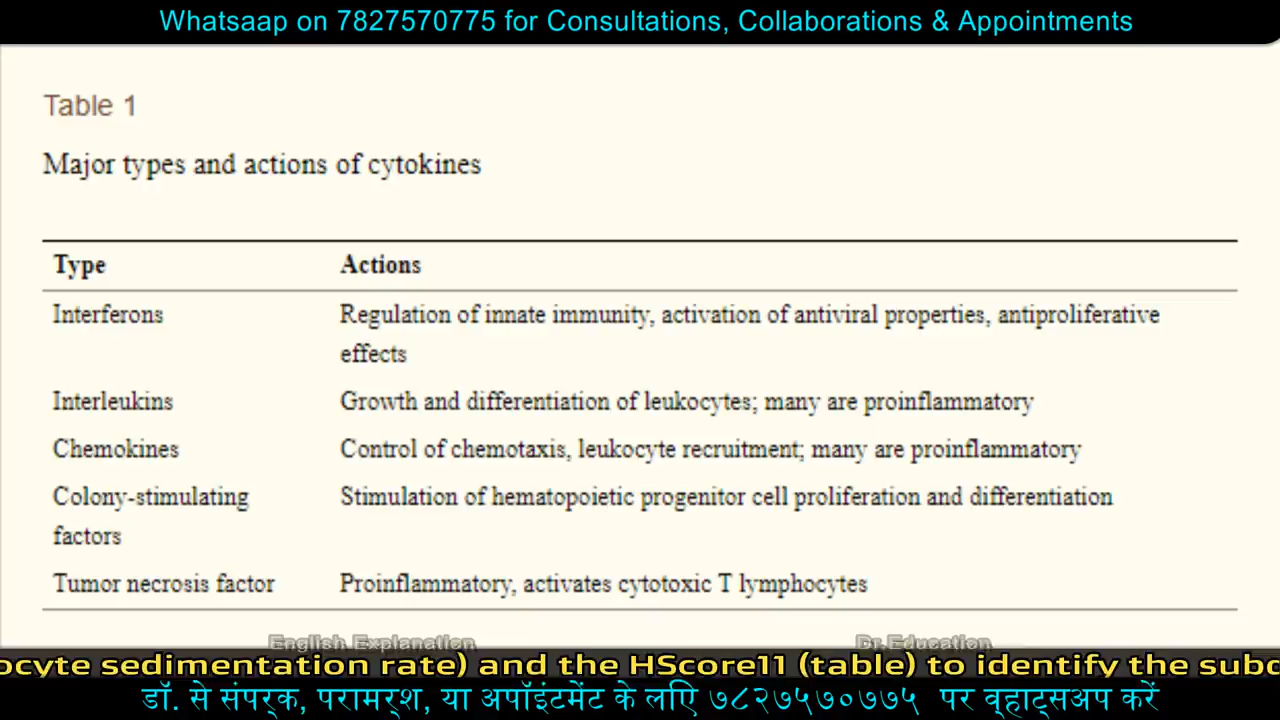 Whatsaap on 7827570775 for Consultations, Collaborations & Appointments
Table 1
Major types and actions of cytokines
Type Actions
Interferons Regulation of innate immunity, activation of antiviral properties, antiproliferative
effects
Interleukins Growth and differentiation of leukocytes; many are proinflammatory
Chemokines Control of chemotaxis, leukocyte recruitment; many are proinflammatory
Colony-stimulating Stimulation of hematopoietic progenitor cell proliferation and differentiation
factors
Tumor necrosis factor Proinflammatory, activates cytotoxic T lymphocytes
English Explanation Dr.Education
ocyte sedimentation rate) and the HScore11 (table) to identify the subg
डॉ. से संपर्क, परामर्श, या अपॉइंटमेंट के लिए ७८२७५७०७७५ पर व्हाट्सअप करें